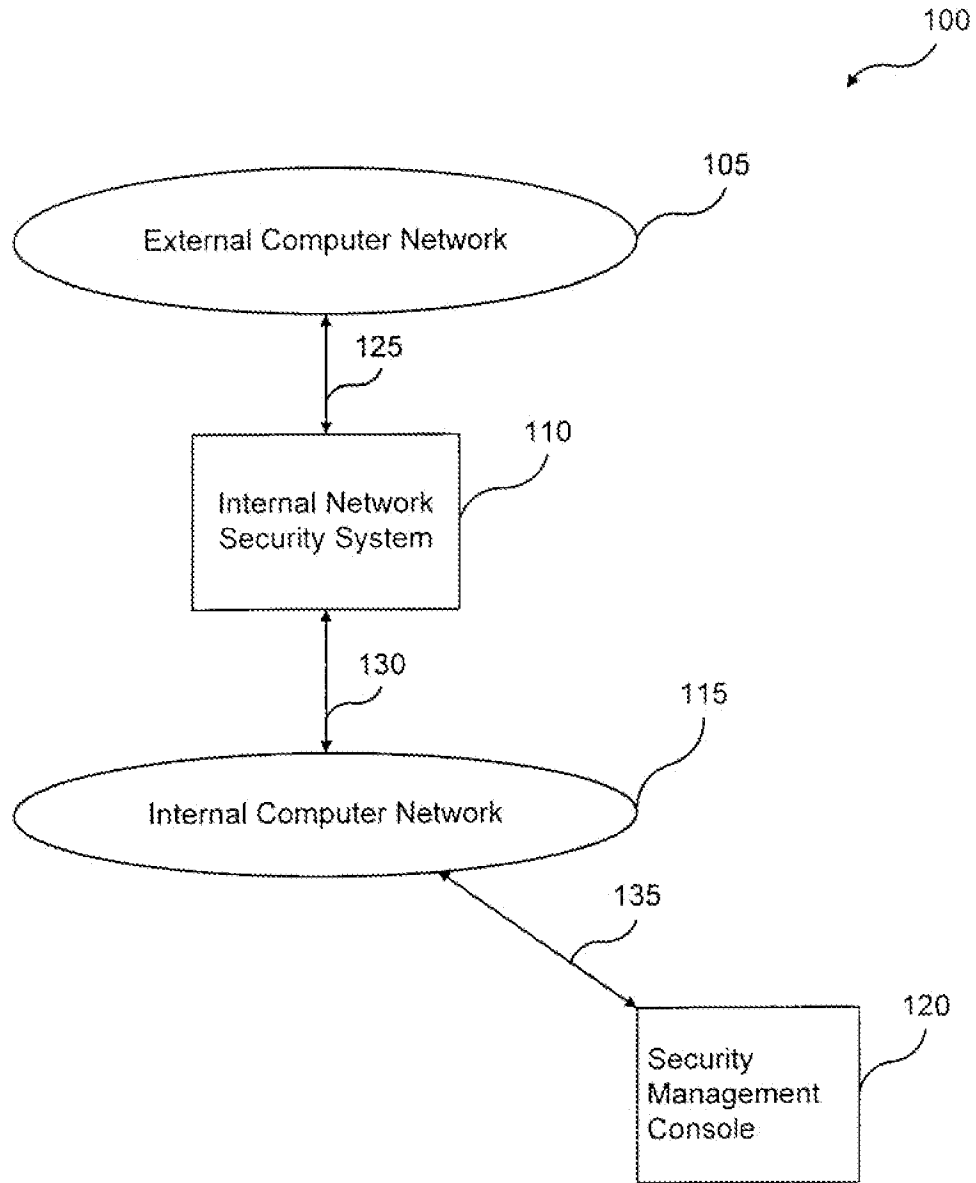 100
105
External Computer Network
125
110
Internal Network
Security System
130
115
Internal Computer Network
135
120
Security
Management
Console